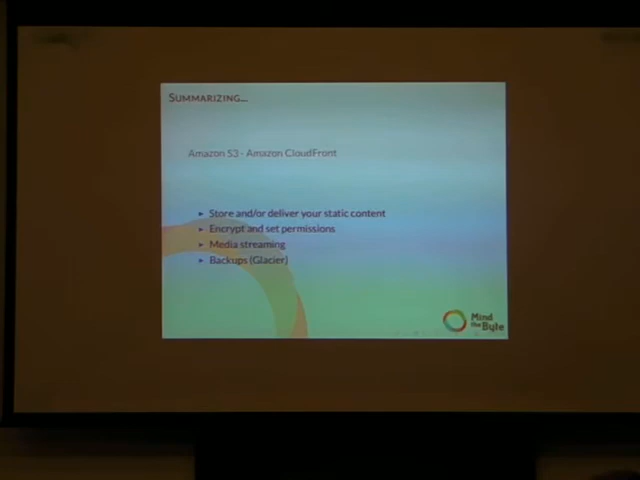 SUMMARIZING...
Amazon S3 - Amazon CloudFront
➤ Store and/or deliver your static content
➤ Encrypt and set permissions
➤ Media streaming
➤ Backups (Glacier)
Mind
the Byte